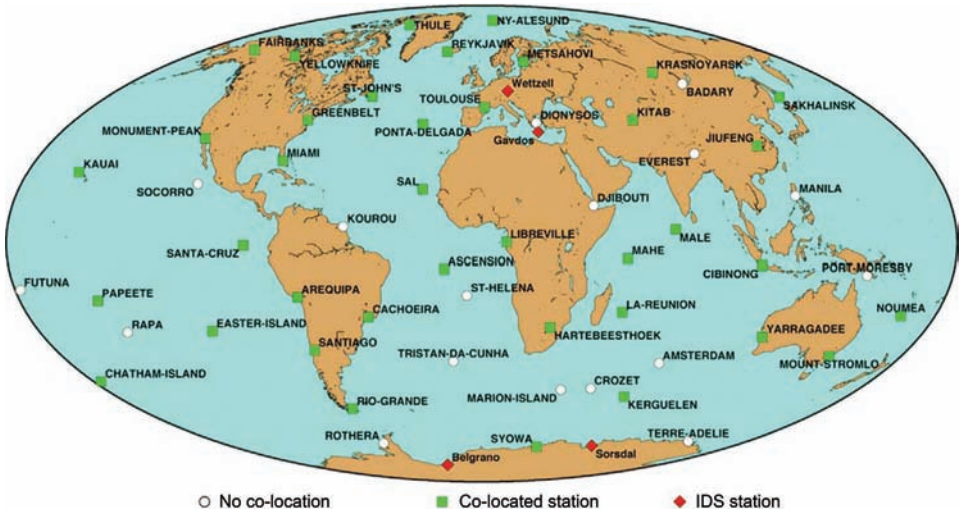 THULE
NY-ALESUND
FAIRBANKS
REYKJAVIK
METSAHOVI
YELLOWKNIFE
KRASNOYARSK
ST-JOHN'S
Wettzell
BADARY
TOULOUSE
SAKHALINSK
GREENBELT
DIONYSOS
KITAB
MONUMENT-PEAK
PONTA-DELGADA
JIUFENG
Gavdos
MIAMI
EVEREST
KAUAI
SOCORRO
SAL
MANILA
DJIBOUTI
KOUROU
MALE
LIBREVILLE
SANTA-CRUZ
MAHE
ASCENSION
CIBINONG
PORT-MORESBY
FUTUNA
AREQUIPA
ST-HELENA
PAPEETE
LA-REUNION
NOUMEA
CACHOEIRA
RAPA
EASTER-ISLAND
HARTEBEESTHOEK
YARRAGADEE
SANTIAGO
TRISTAN-DA-CUNHA
AMSTERDAM
MOUNT-STROMLO
CHATHAM-ISLAND
CROZET
MARION-ISLAND
RIO-GRANDE
KERGUELEN
ROTHERA
SYOWA
TERRE-ADELIE
Belgrano
Sorsdal
No co-location
Co-located station
IDS station